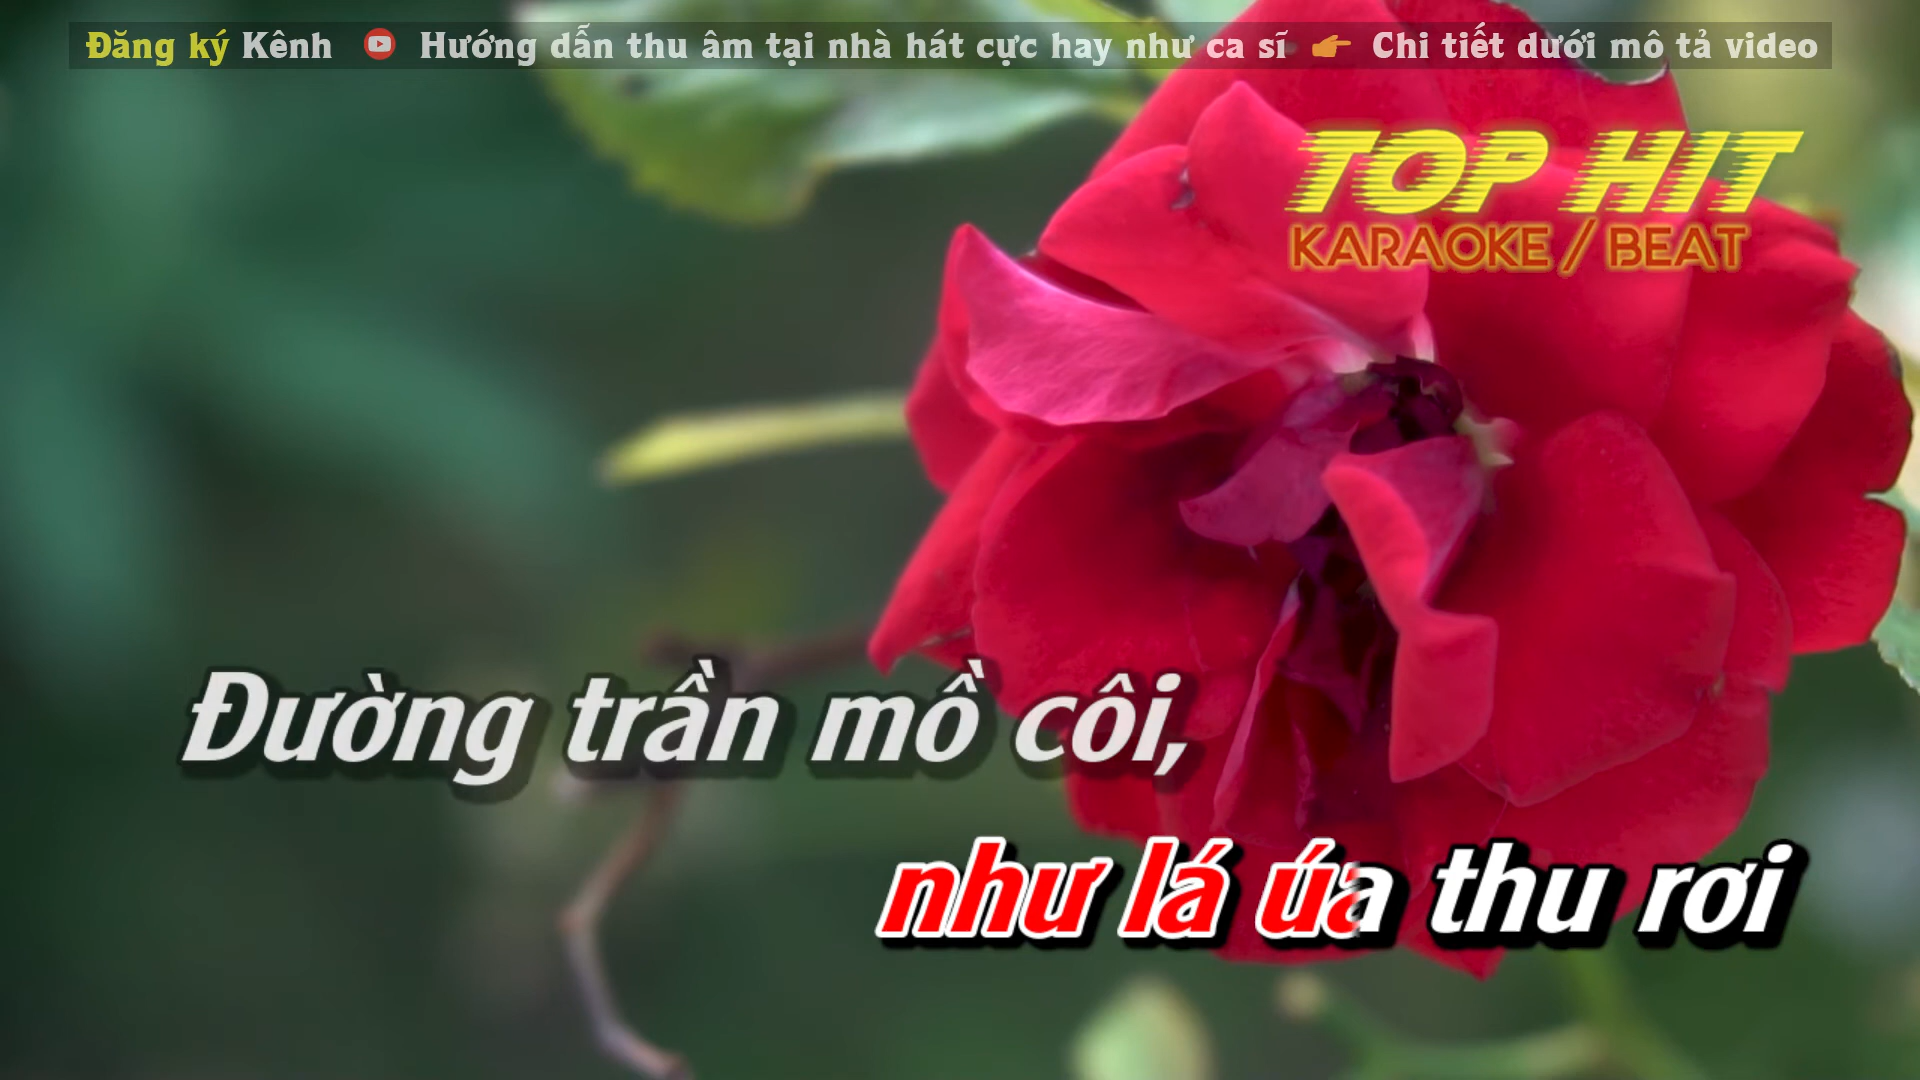 Đăng ký Kênh Hướng dẫn thu âm tại nhà hát cực hay như ca sĩ Chi tiết dưới mô tả video
TOP HIT
KARAOKE / BEAT
Đường trần mồ côi,
như lá úa thu rơi